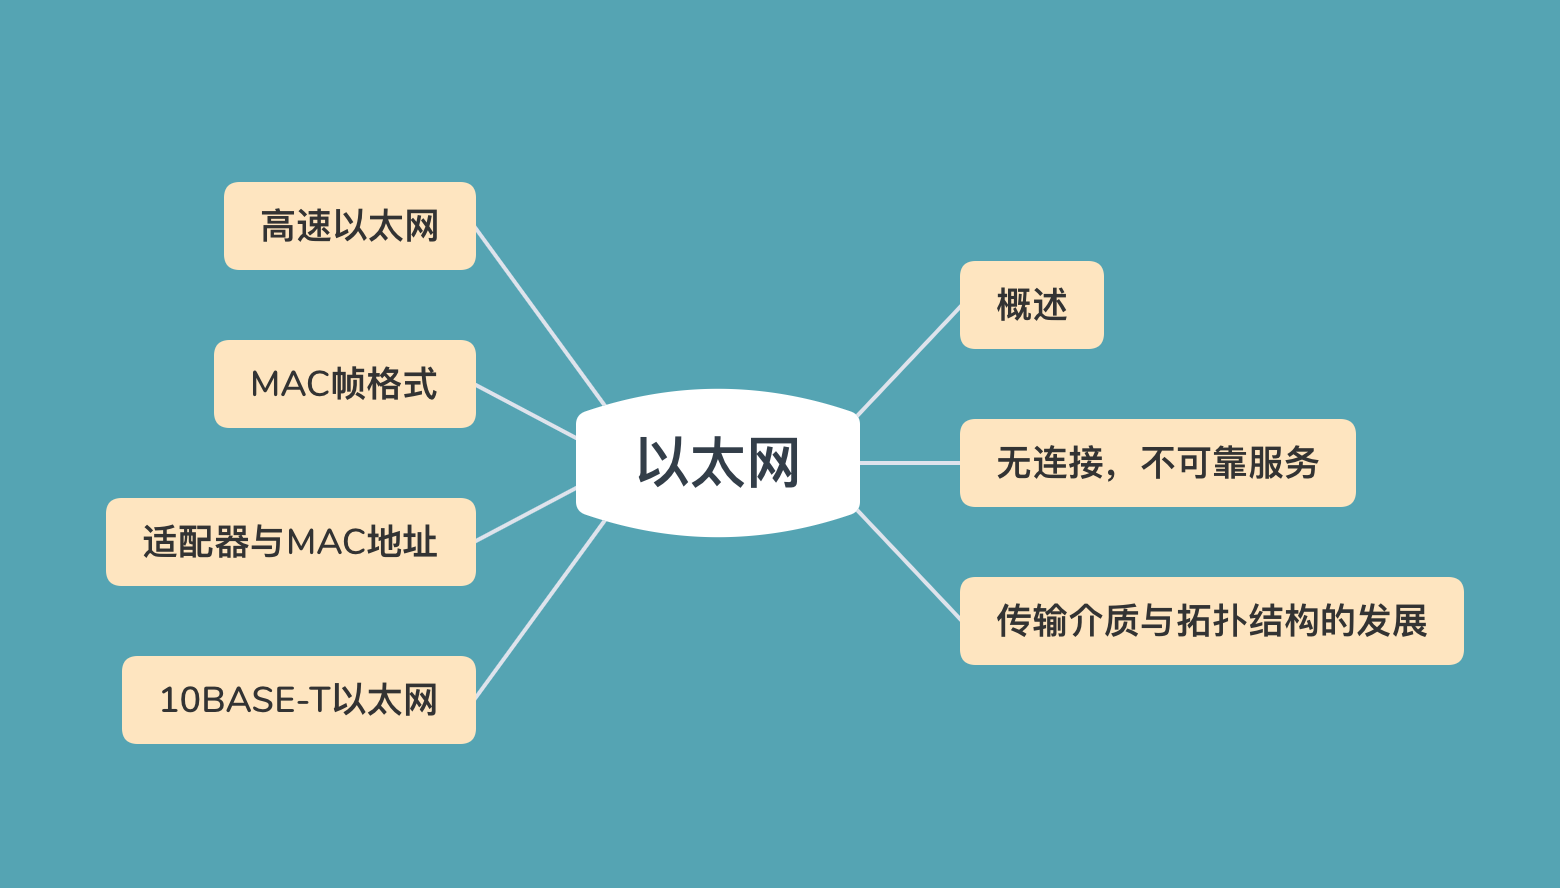 以太网
概述
无连接，不可靠服务
传输介质与拓扑结构的发展
10BASE-T以太网
适配器与MAC地址
MAC帧格式
高速以太网